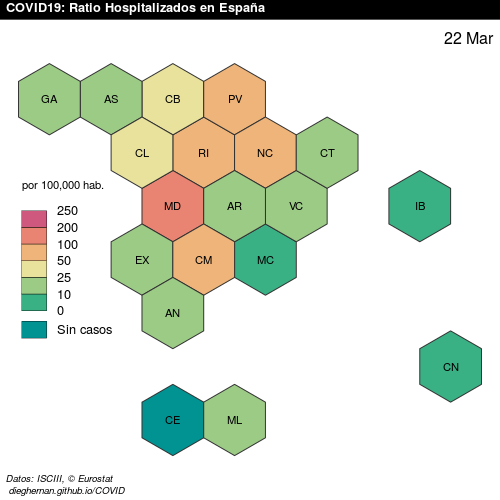 COVID19: Ratio Hospitalizados en España
22 Mar
GA AS CB PV
CL RI NC CT
por 100,000 hab.
MD AR VC IB
250
200
100
50
25
10
0
Sin casos
EX CM MC
AN
CN
CE ML
Datos: ISCIII, © Eurostat
dieghernan.github.io/COVID